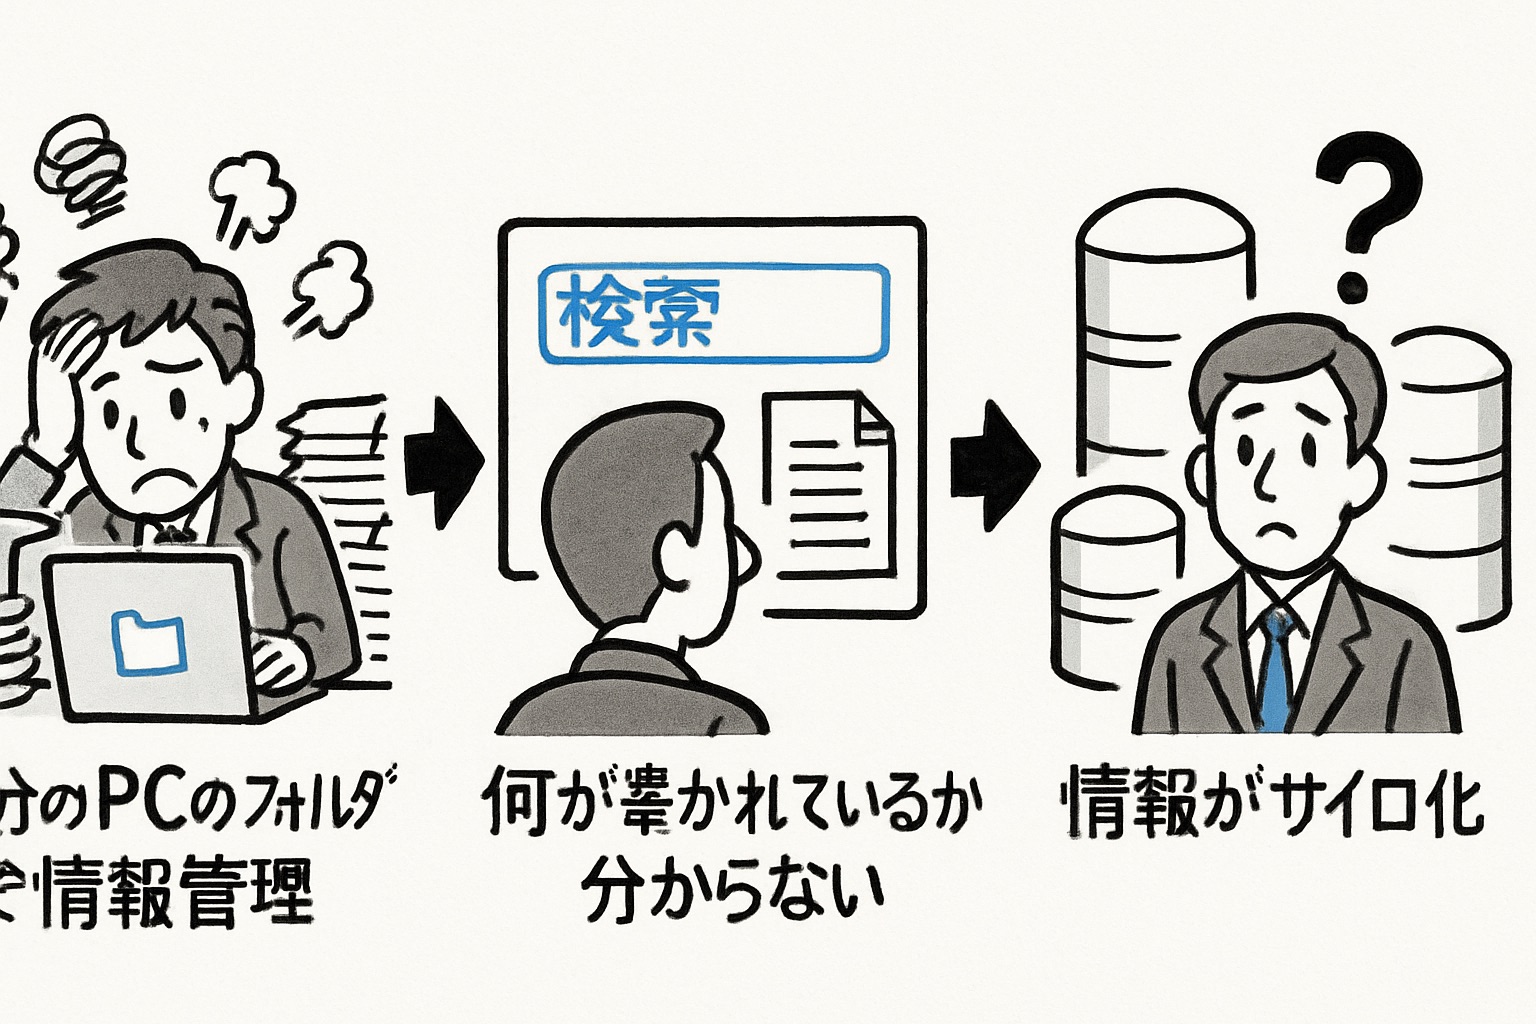 検索
分のPCのフォルダ
情報管理
何が書かれているか
分からない
情報がサイロ化